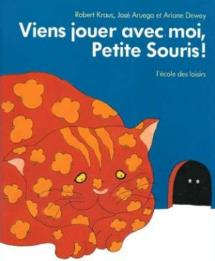 Robert Kraus, José Aruego et Ariane Dewey
Viens jouer avec moi,
Petite Souris!
l'école des loisirs